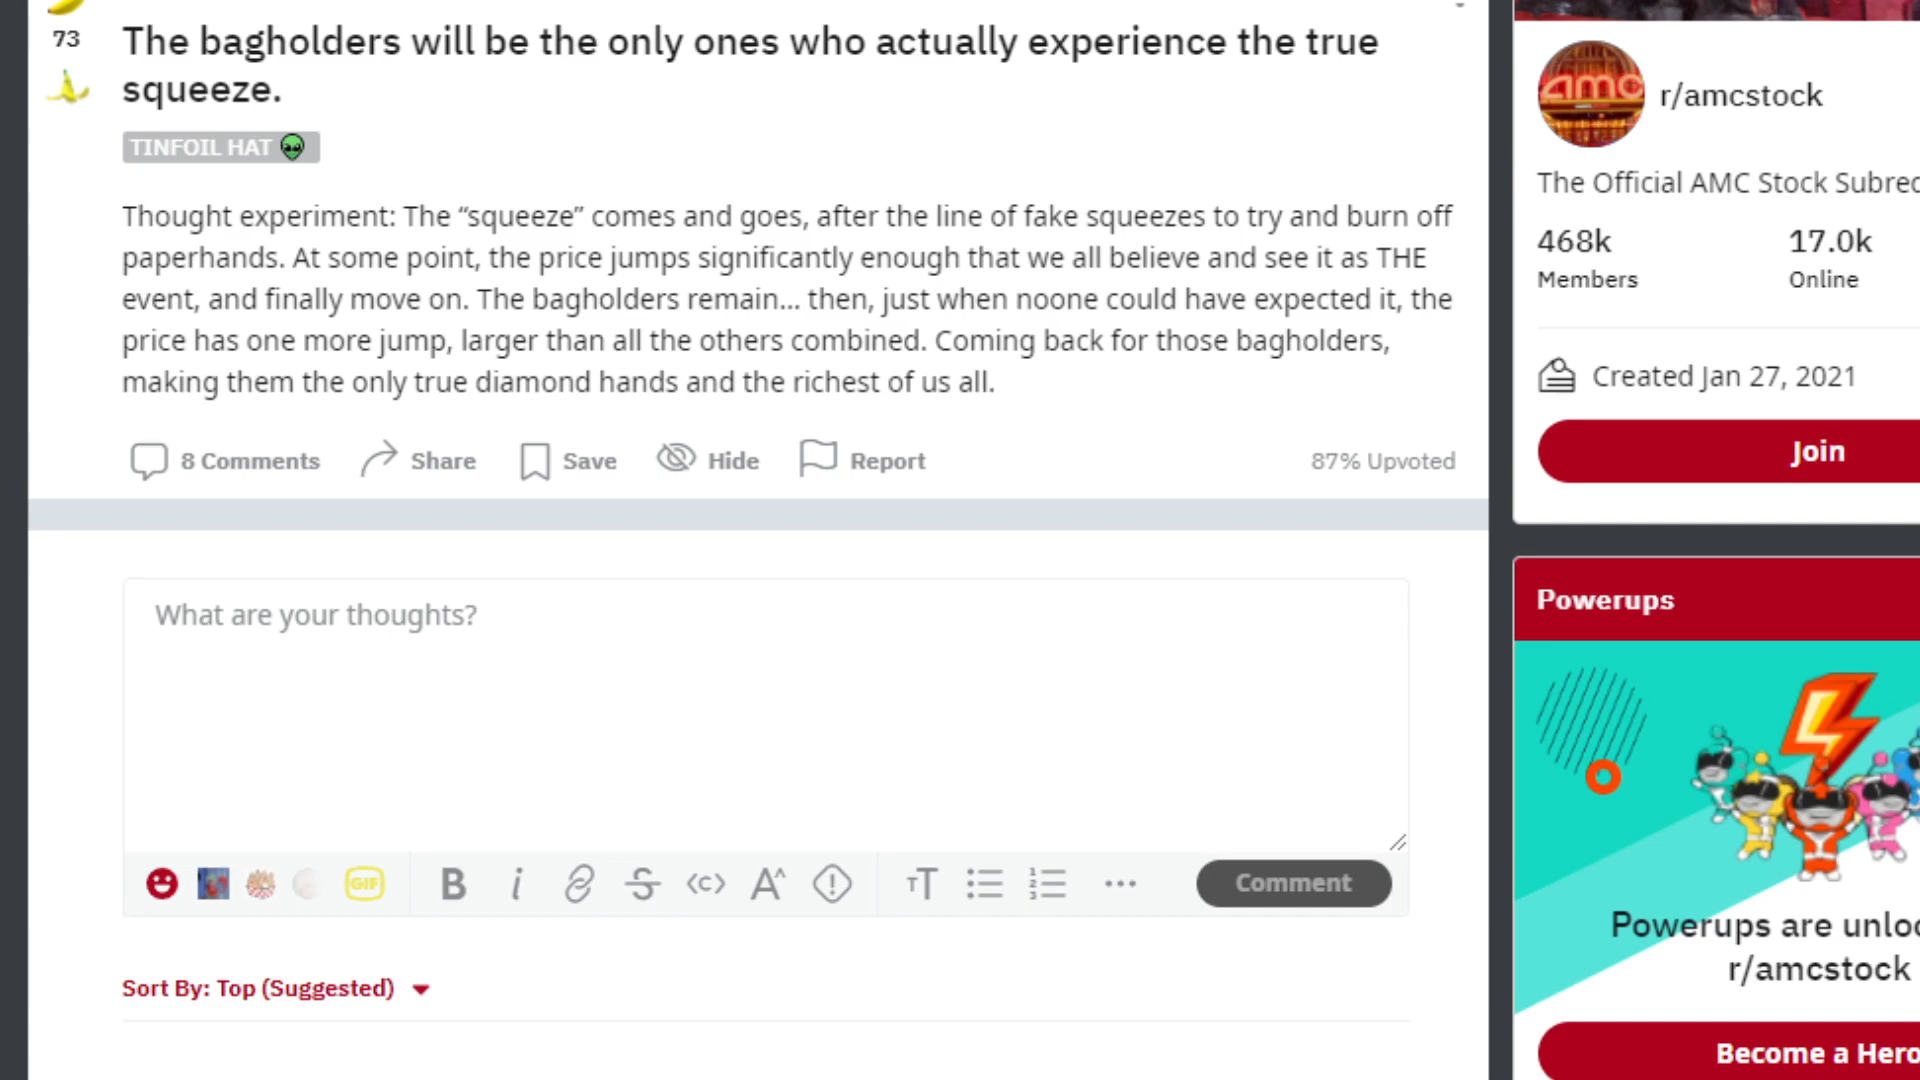 73
The bagholders will be the only ones who actually experience the true
squeeze.
TINFOIL HAT
Thought experiment: The “squeeze” comes and goes, after the line of fake squeezes to try and burn off
paperhands. At some point, the price jumps significantly enough that we all believe and see it as THE
event, and finally move on. The bagholders remain... then, just when noone could have expected it, the
price has one more jump, larger than all the others combined. Coming back for those bagholders,
making them the only true diamond hands and the richest of us all.
8 Comments Share Save Hide Report 87% Upvoted
What are your thoughts?
GIF B i S <c> A^ TT ... Comment
Sort By: Top (Suggested)
amc
r/amcstock
The Official AMC Stock Subred
468k 17.0k
Members Online
Created Jan 27, 2021
Join
Powerups
Powerups are unloc
r/amcstock
Become a Hero